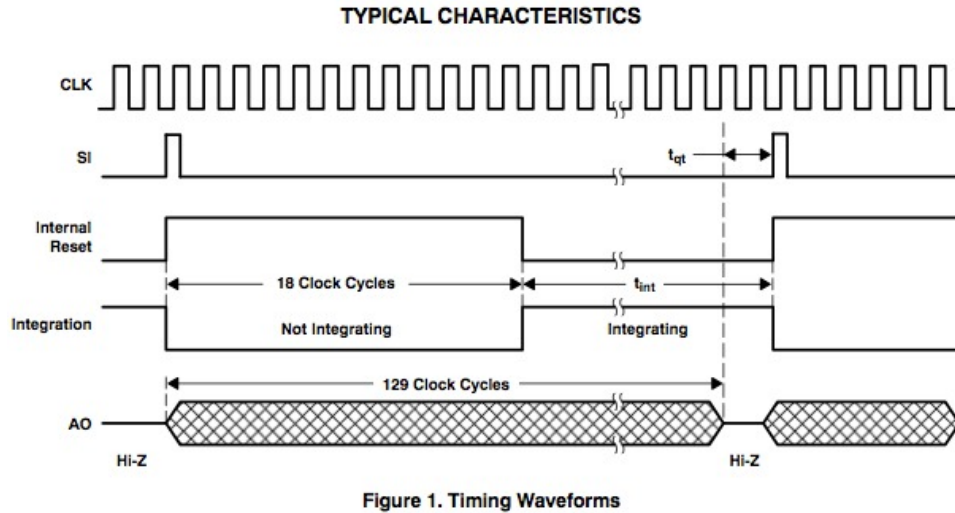 TYPICAL CHARACTERISTICS
CLK
SI
tqt
Internal
Reset
18 Clock Cycles
tint
Integration
Not Integrating
Integrating
129 Clock Cycles
AO
Hi-Z
Hi-Z
Figure 1. Timing Waveforms